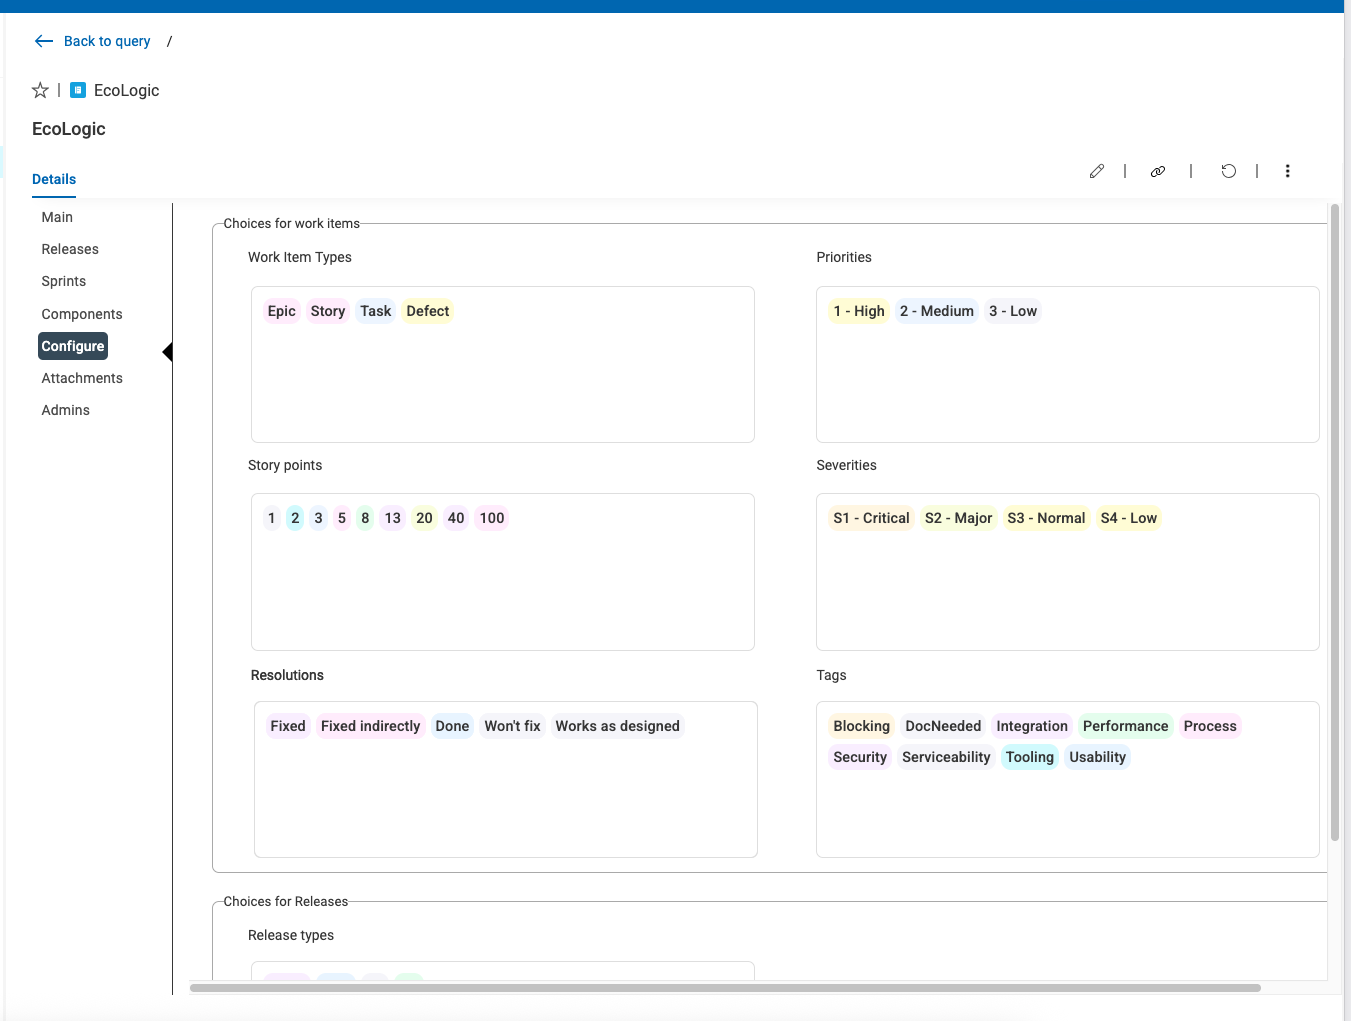 Back to query /
| EcoLogic
EcoLogic
Details
Main
Releases
Sprints
Components
Configure
Attachments
Admins
Choices for work items
Work Item Types
Epic Story Task Defect
Priorities
1 - High 2 - Medium 3 - Low
Story points
1 2 3 5 8 13 20 40 100
Severities
S1 - Critical S2 - Major S3 - Normal S4 - Low
Resolutions
Fixed Fixed indirectly Done Won't fix Works as designed
Tags
Blocking DocNeeded Integration Performance Process
Security Serviceability Tooling Usability
Choices for Releases
Release types